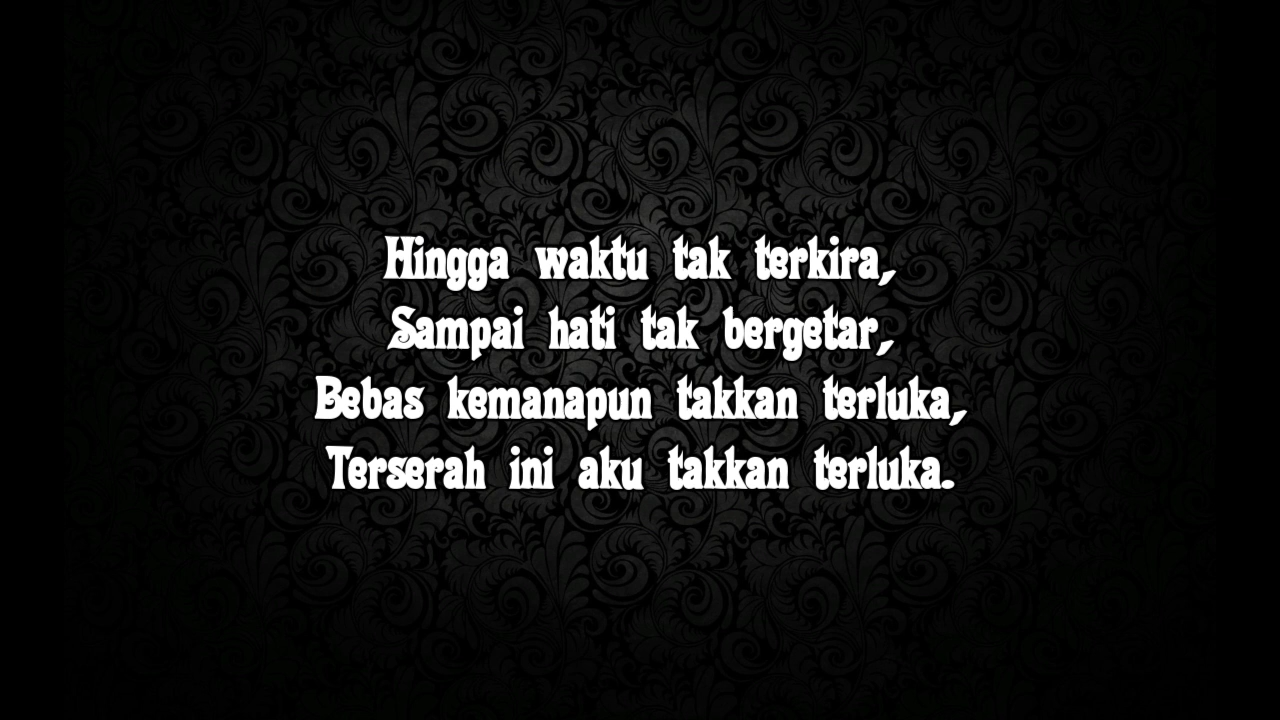 Hingga waktu tak terkira,
Sampai hati tak bergetar,
Bebas kemanapun takkan terluka,
Terserah ini aku takkan terluka.